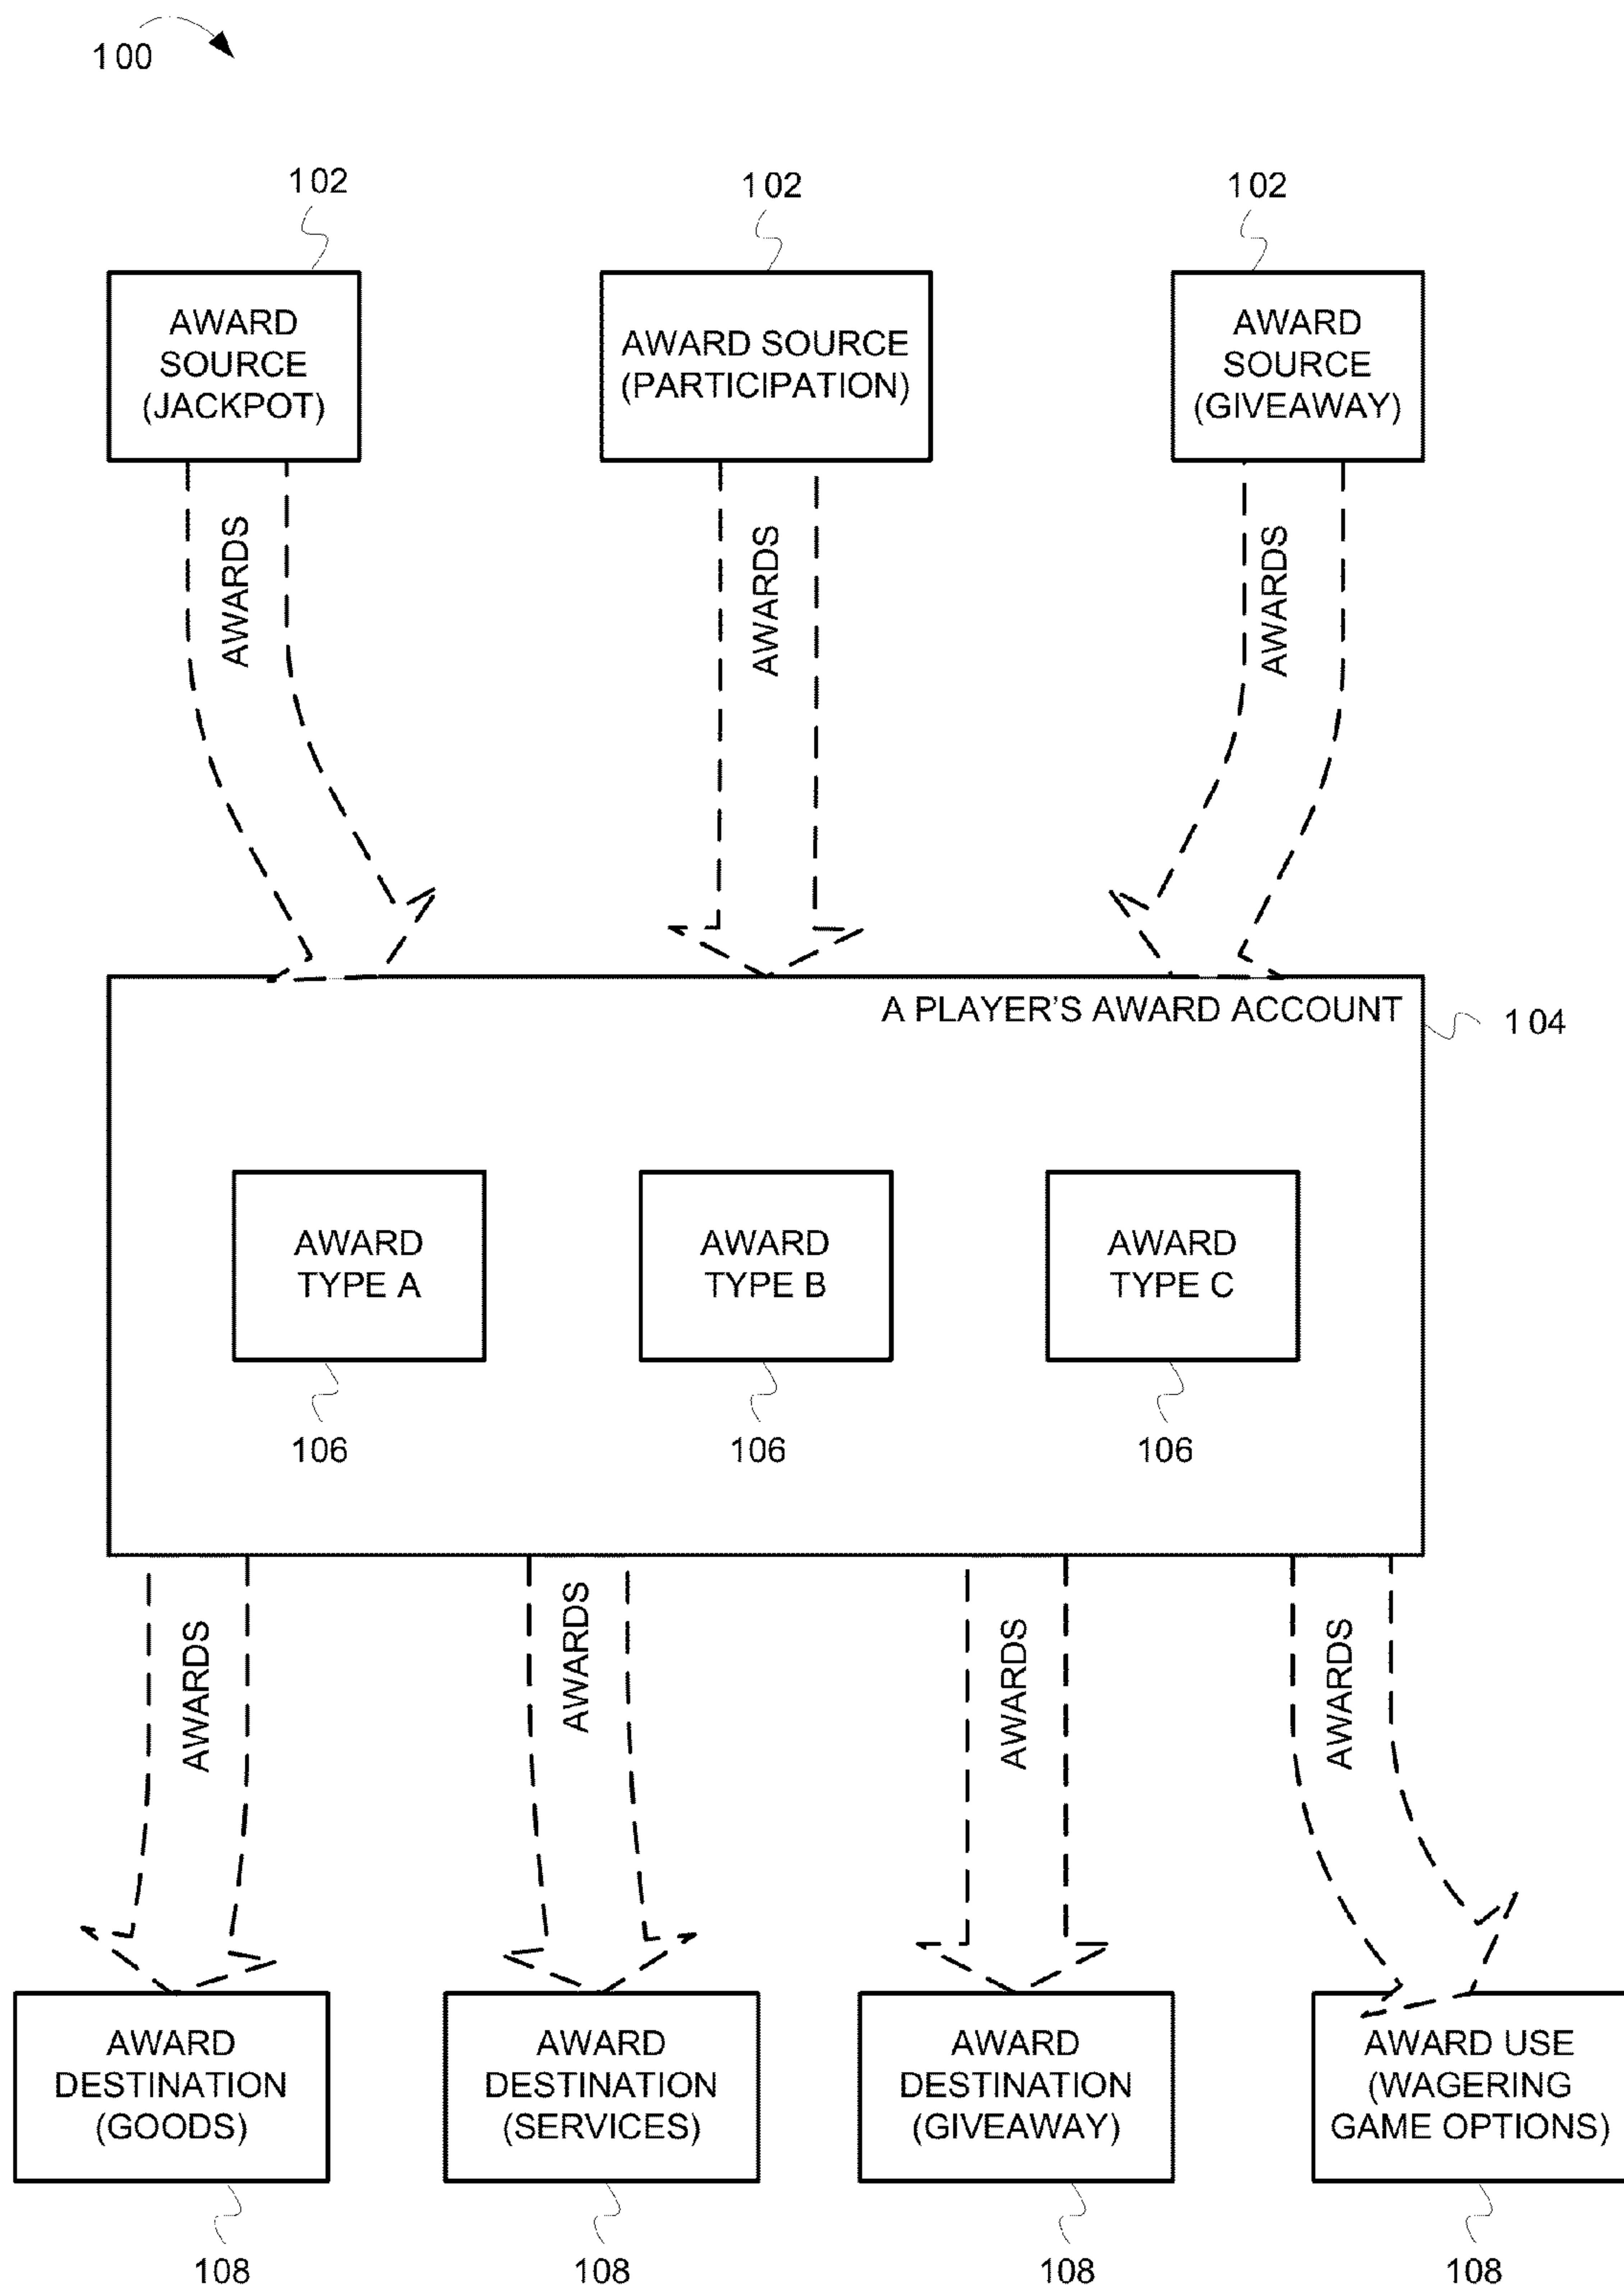 100
102
102
102
AWARD
SOURCE
(JACKPOT)
AWARD SOURCE
(PARTICIPATION)
AWARD
SOURCE
(GIVEAWAY)
AWARDS
AWARDS
AWARDS
A PLAYER'S AWARD ACCOUNT
104
AWARD
TYPE A
AWARD
TYPE B
AWARD
TYPE C
106
106
106
AWARDS
AWARDS
AWARDS
AWARDS
AWARD
DESTINATION
(GOODS)
AWARD
DESTINATION
(SERVICES)
AWARD
DESTINATION
(GIVEAWAY)
AWARD USE
(WAGERING
GAME OPTIONS)
108
108
108
108